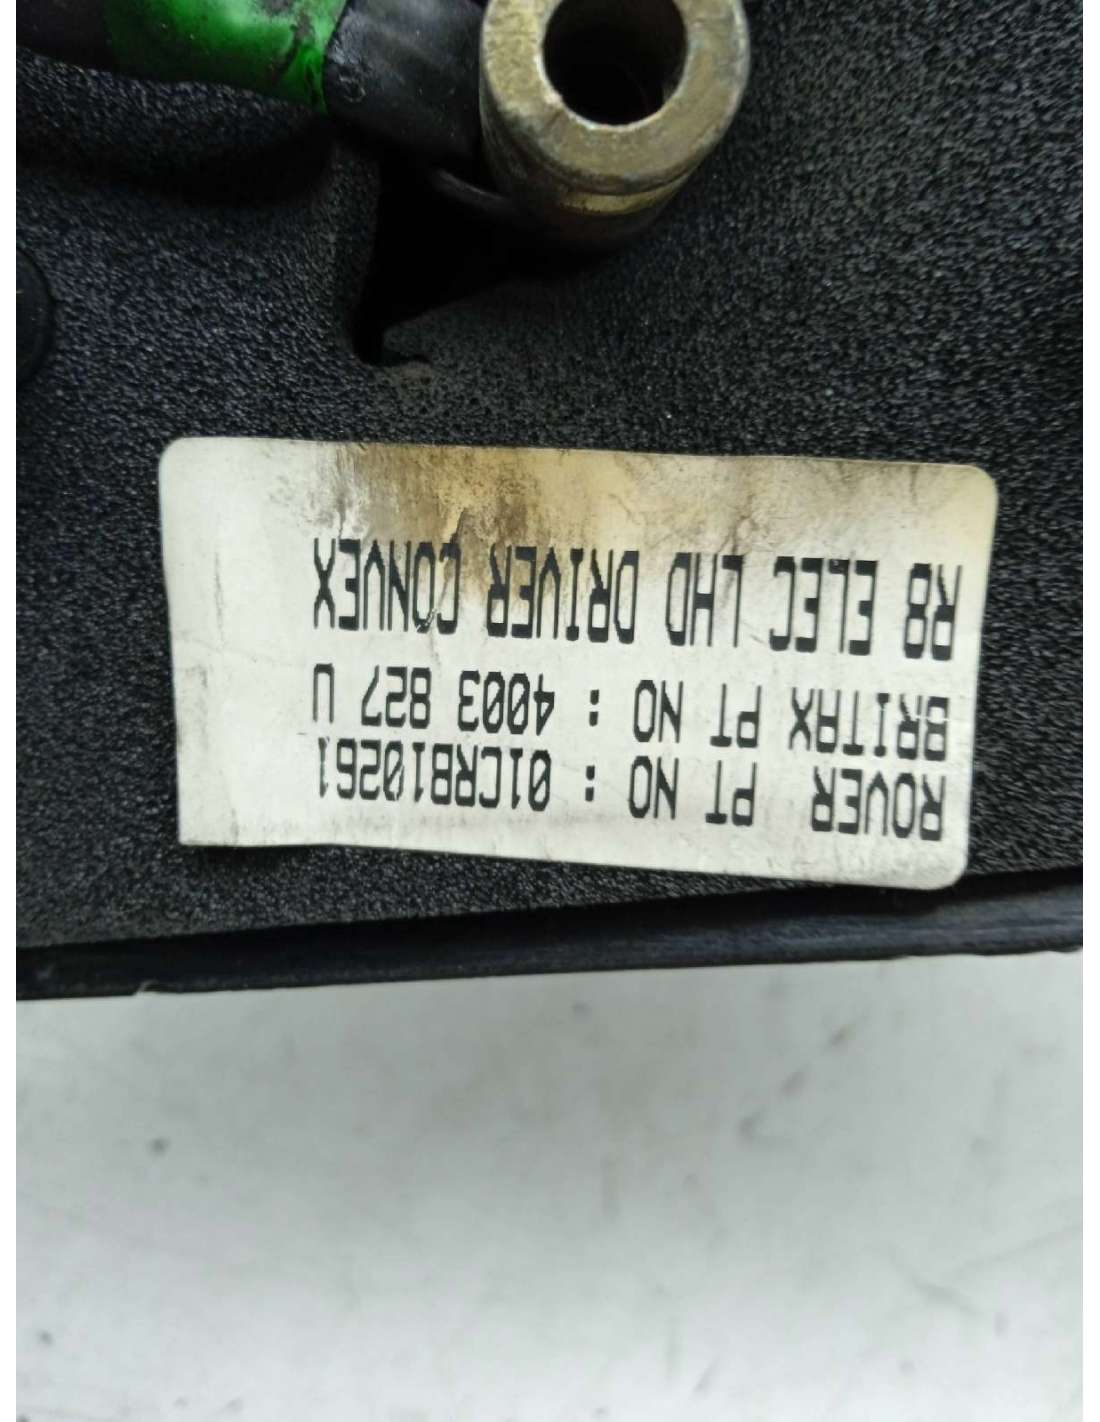 ROVER PT NO : 01CRB10261
BRITAX PT NO : 4003 827 U
R8 ELEC LHD DRIVER CONVEX